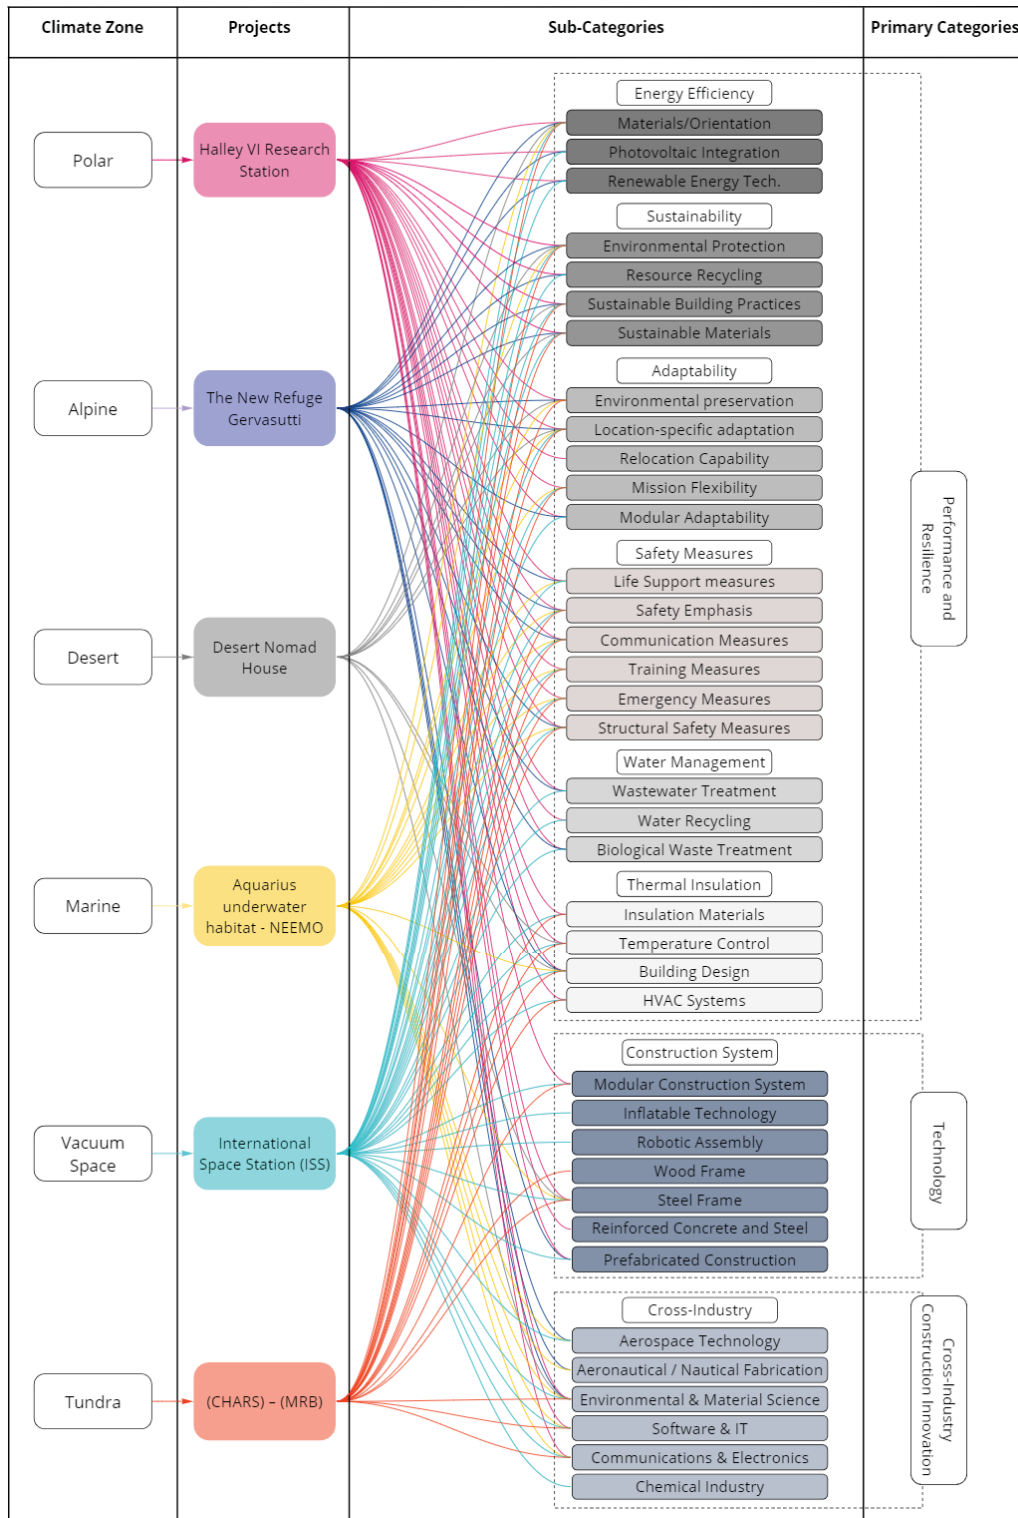 Climate Zone
Projects
Sub-Categories
Primary Categories
Polar
Alpine
Desert
Marine
Vacuum
Space
Tundra
Halley VI Research
Station
The New Refuge
Gervasutti
Desert Nomad
House
Aquarius
underwater
habitat - NEEMO
International
Space Station (ISS)
(CHARS) – (MRB)
Energy Efficiency
Materials/Orientation
Photovoltaic Integration
Renewable Energy Tech.
Sustainability
Environmental Protection
Resource Recycling
Sustainable Building Practices
Sustainable Materials
Adaptability
Environmental preservation
Location-specific adaptation
Relocation Capability
Mission Flexibility
Modular Adaptability
Safety Measures
Life Support measures
Safety Emphasis
Communication Measures
Training Measures
Emergency Measures
Structural Safety Measures
Water Management
Wastewater Treatment
Water Recycling
Biological Waste Treatment
Thermal Insulation
Insulation Materials
Temperature Control
Building Design
HVAC Systems
Construction System
Modular Construction System
Inflatable Technology
Robotic Assembly
Wood Frame
Steel Frame
Reinforced Concrete and Steel
Prefabricated Construction
Cross-Industry
Aerospace Technology
Aeronautical / Nautical Fabrication
Environmental & Material Science
Software & IT
Communications & Electronics
Chemical Industry
Performance and
Resilience
Technology
Cross-Industry
Construction Innovation